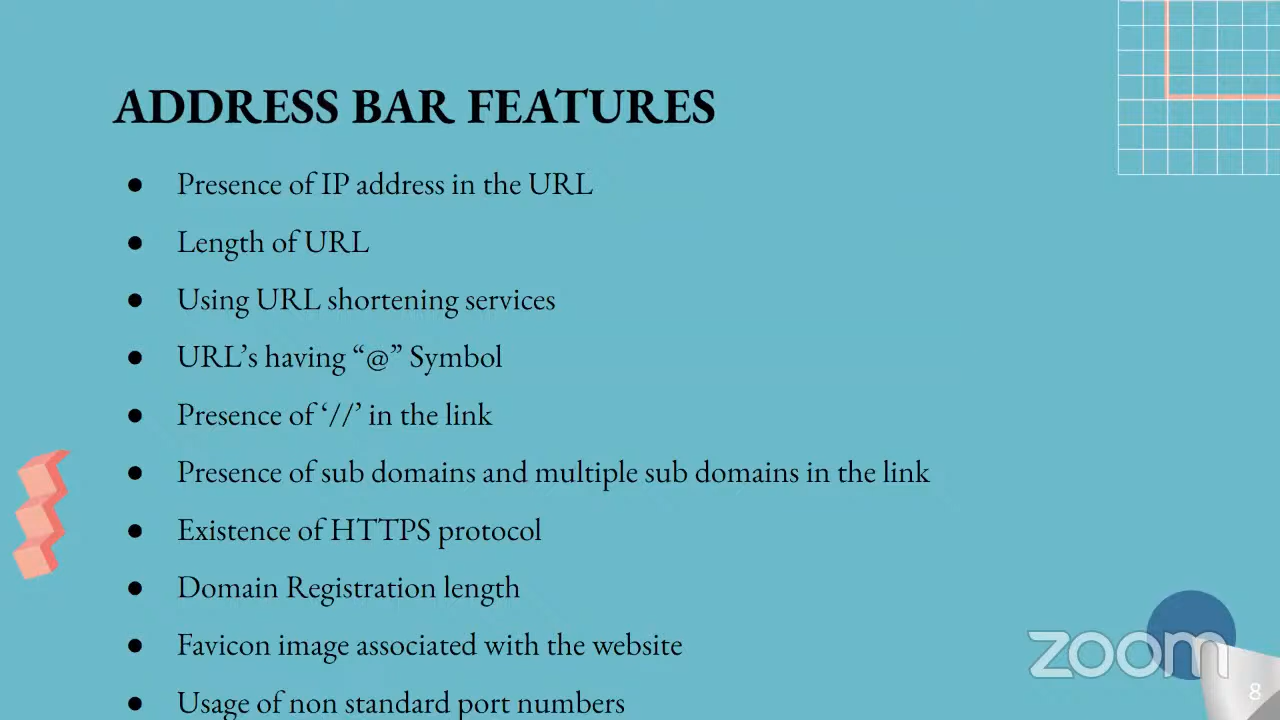 ADDRESS BAR FEATURES
● Presence of IP address in the URL
● Length of URL
● Using URL shortening services
● URL’s having “@” Symbol
● Presence of ‘//’ in the link
● Presence of sub domains and multiple sub domains in the link
● Existence of HTTPS protocol
● Domain Registration length
● Favicon image associated with the website
● Usage of non standard port numbers
zoom
8